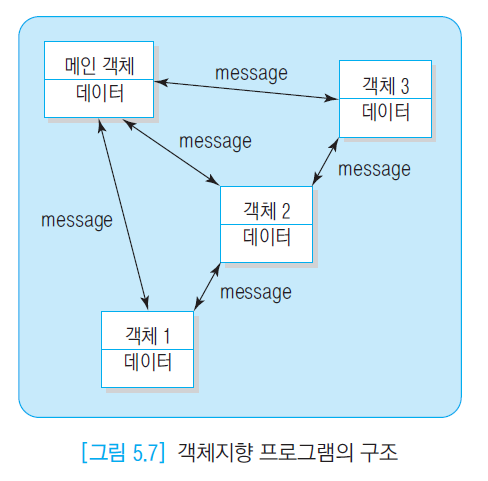 메인 객체
데이터
message
객체 3
데이터
message
message
객체 2
데이터
message
message
객체 1
데이터
[그림 5.7] 객체지향 프로그램의 구조